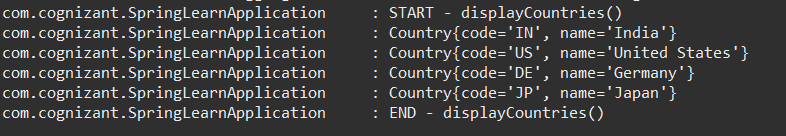 com.cognizant.SpringLearnApplication : START - displayCountries()
com.cognizant.SpringLearnApplication : Country{code='IN', name='India'}
com.cognizant.SpringLearnApplication : Country{code='US', name='United States'}
com.cognizant.SpringLearnApplication : Country{code='DE', name='Germany'}
com.cognizant.SpringLearnApplication : Country{code='JP', name='Japan'}
com.cognizant.SpringLearnApplication : END - displayCountries()